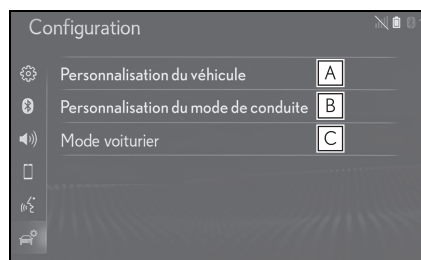 Configuration
Personnalisation du véhicule A
Personnalisation du mode de conduite B
Mode voiturier C